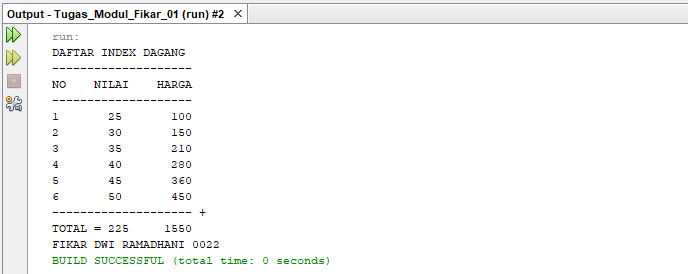 Output - Tugas_Modul_Fikar_01 (run) #2 ×
run:
DAFTAR INDEX DAGANG
--------------------
NO    NILAI    HARGA
--------------------
1       25       100
2       30       150
3       35       210
4       40       280
5       45       360
6       50       450
-------------------- +
TOTAL = 225     1550
FIKAR DWI RAMADHANI 0022
BUILD SUCCESSFUL (total time: 0 seconds)